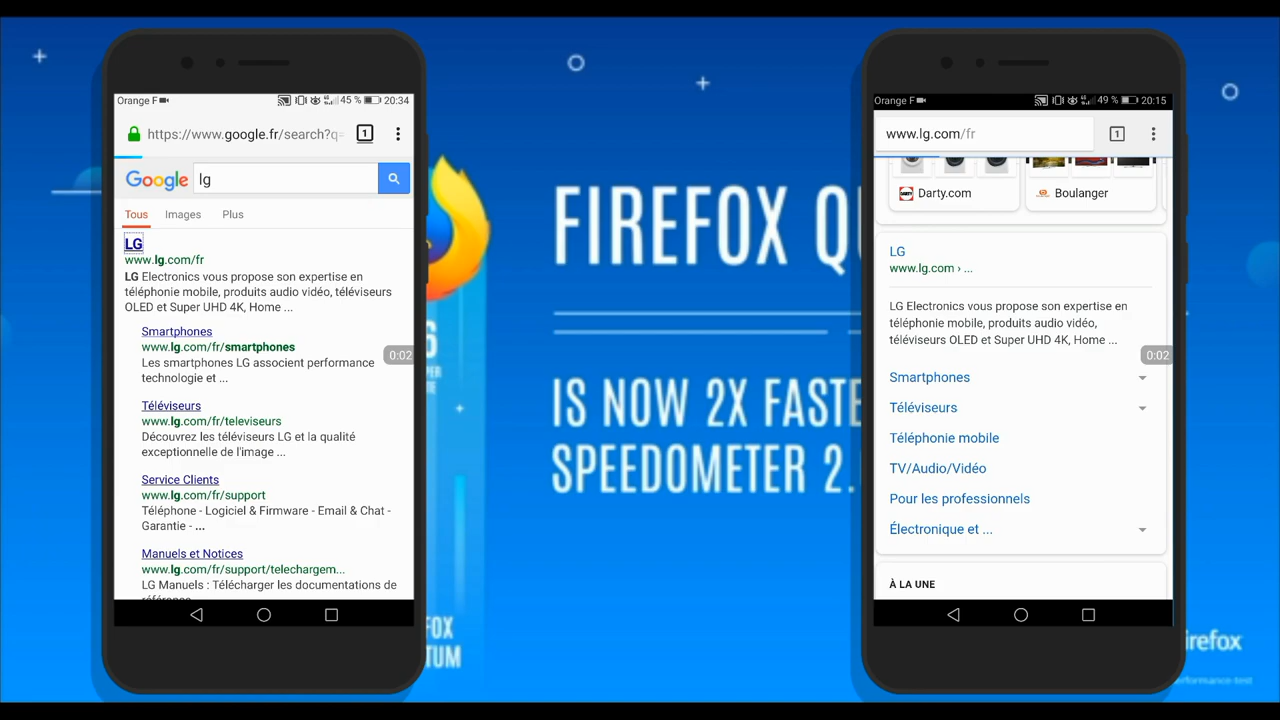 Orange F
45 %
20:34
https://www.google.fr/search?q=
1
Google
lg
Tous
Images
Plus
LG
www.lg.com/fr
LG Electronics vous propose son expertise en
téléphonie mobile, produits audio vidéo, téléviseurs
OLED et Super UHD 4K, Home ...
Smartphones
www.lg.com/fr/smartphones
Les smartphones LG associent performance
technologie et ...
0:02
Téléviseurs
www.lg.com/fr/televiseurs
Découvrez les téléviseurs LG et la qualité
exceptionnelle de l'image ...
Service Clients
www.lg.com/fr/support
Téléphone - Logiciel & Firmware - Email & Chat -
Garantie - ...
Manuels et Notices
www.lg.com/fr/support/telechargem...
LG Manuels : Télécharger les documentations de
référence
FIREFOX QU
IS NOW 2X FASTE
SPEEDOMETER 2.
FOX
TUM
Orange F
49 %
20:15
www.lg.com/fr
1
DARTY
Darty.com
Boulanger
LG
www.lg.com › ...
LG Electronics vous propose son expertise en
téléphonie mobile, produits audio vidéo,
téléviseurs OLED et Super UHD 4K, Home ...
0:02
Smartphones
Téléviseurs
Téléphonie mobile
TV/Audio/Vidéo
Pour les professionnels
Électronique et ...
À LA UNE
irefox
erformance test